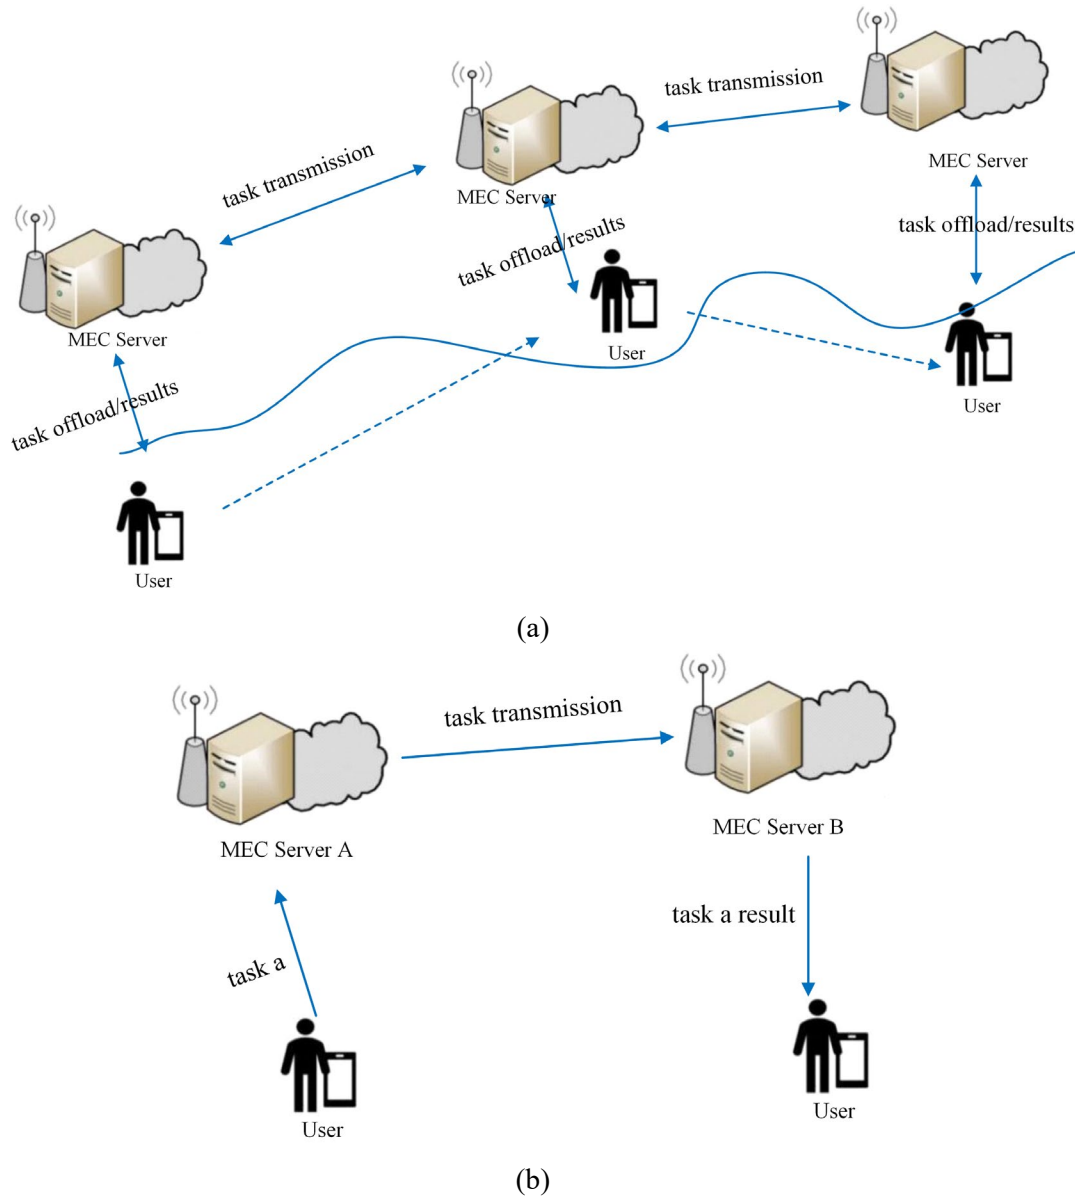 task transmission
MEC Server
task transmission
MEC Server
task offload/results
MEC Server
task offload/results
User
User
task offload/results
User
(a)
task transmission
MEC Server B
MEC Server A
task a result
task a
User
User
(b)